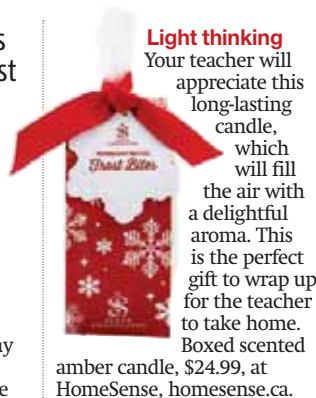 s
st
ay
e
Light thinking
Your teacher will
appreciate this
long-lasting
candle,
which
will fill
the air with
a delightful
aroma. This
is the perfect
gift to wrap up
for the teacher
to take home.
Boxed scented
amber candle, $24.99, at
HomeSense, homesense.ca.
Frost Bites